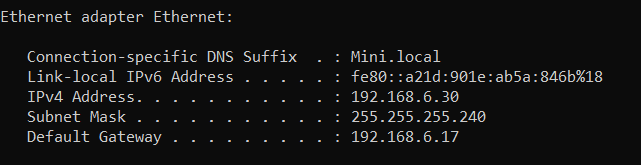 Ethernet adapter Ethernet:
Connection-specific DNS Suffix  . : Mini.local
Link-local IPv6 Address . . . . . : fe80::a21d:901e:ab5a:846b%18
IPv4 Address. . . . . . . . . . . : 192.168.6.30
Subnet Mask . . . . . . . . . . . : 255.255.255.240
Default Gateway . . . . . . . . . : 192.168.6.17